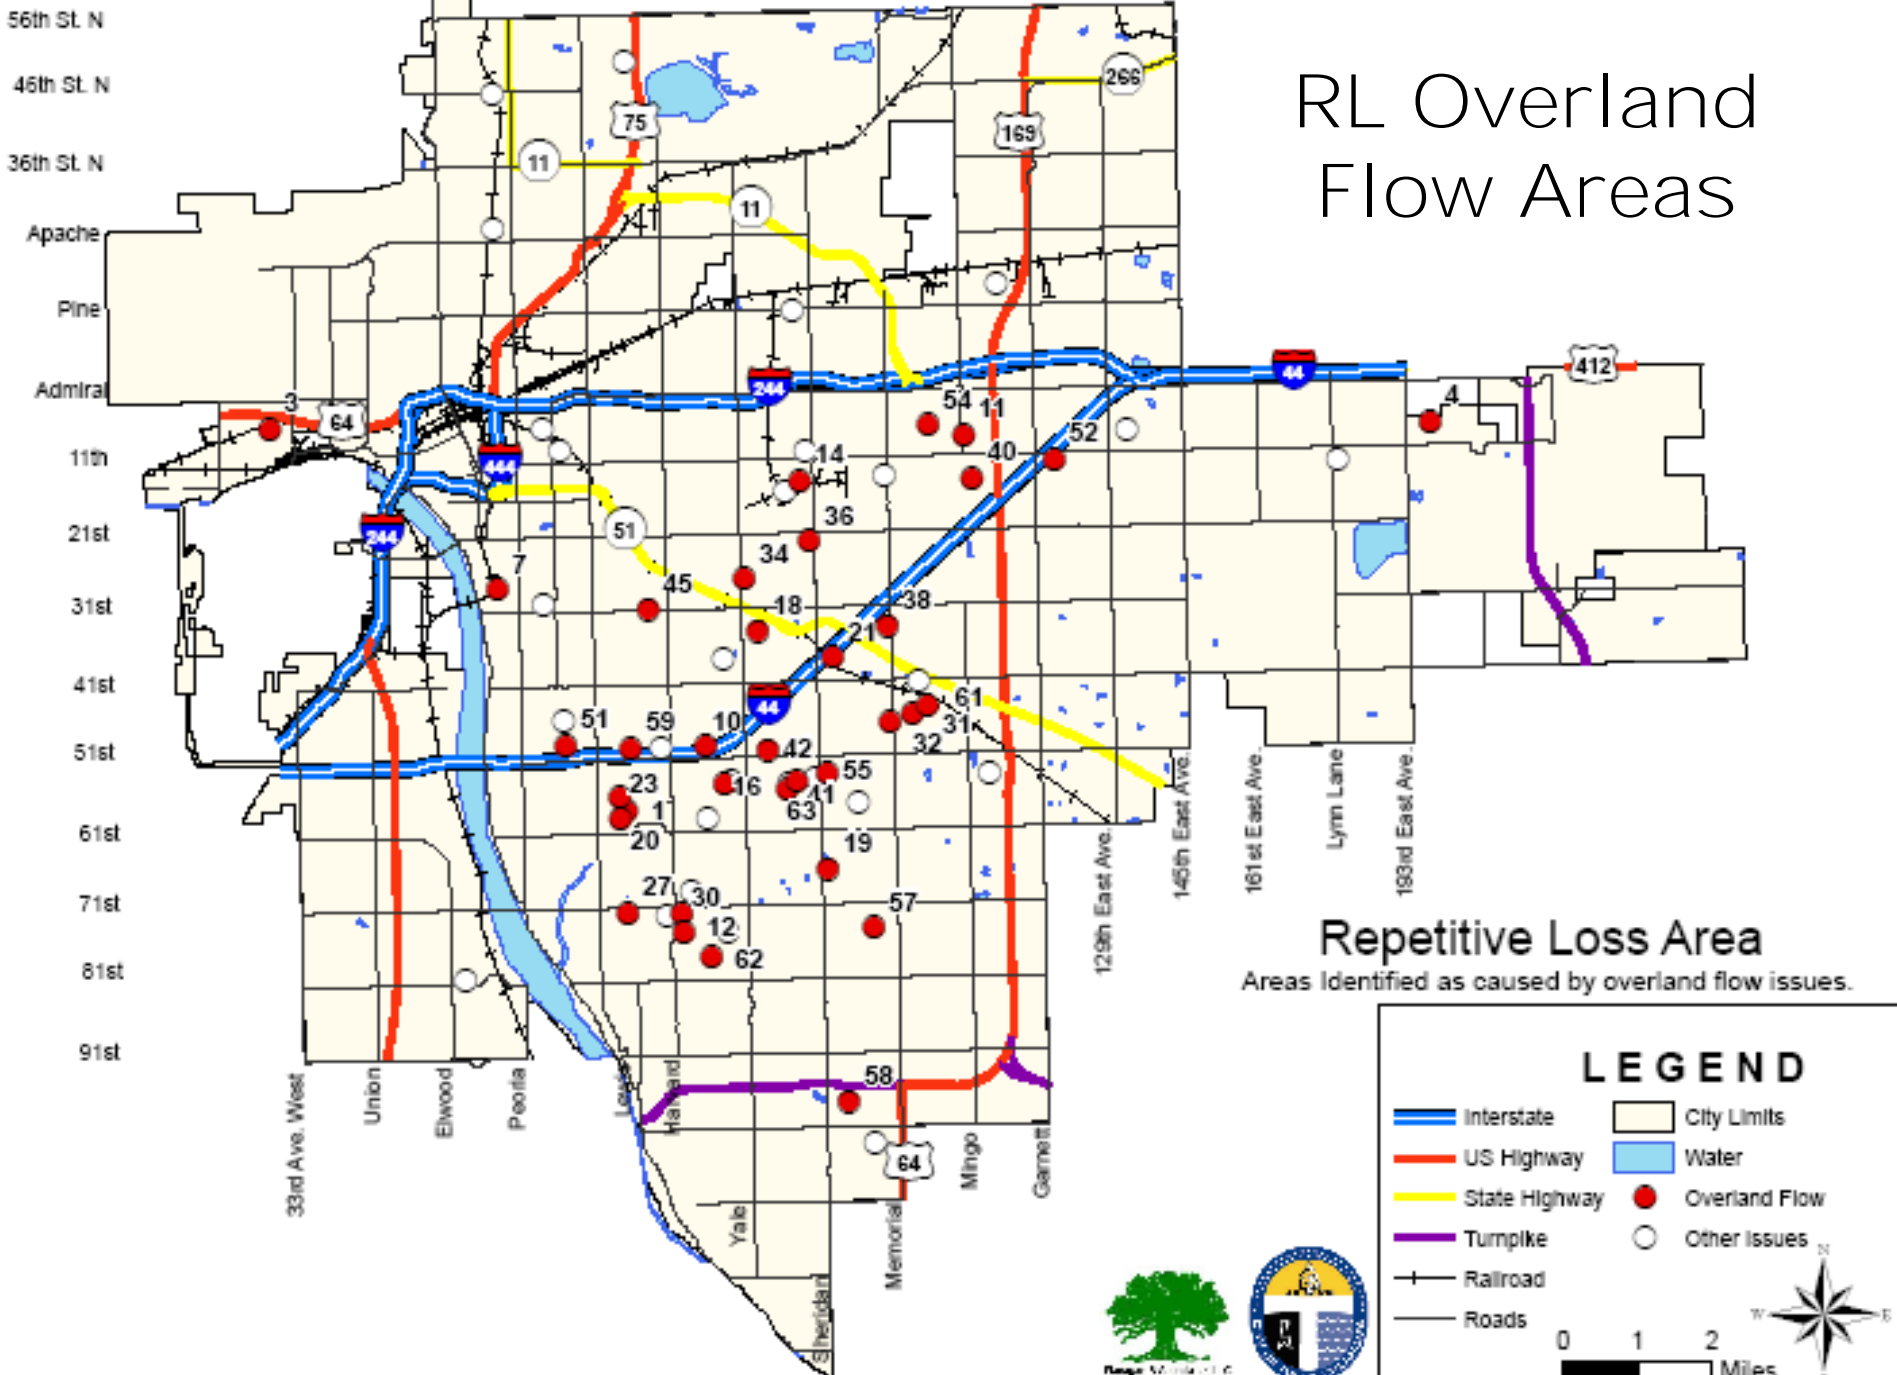 RL Overland
Flow Areas
56th St. N
46th St. N
36th St. N
Apache
Pine
Admiral
11th
21st
31st
41st
51st
61st
71st
81st
91st
75
169
266
11
11
244
44
412
3
64
444
54
11
4
52
40
14
244
51
36
34
7
45
18
38
21
44
61
31
32
51
59
10
42
55
23
16
41
1
63
20
19
27
30
12
57
62
58
64
33rd Ave. West
Union
Elwood
Peoria
Lewis
Harvard
Yale
Sheridan
Memorial
Mingo
Garnett
129th East Ave.
145th East Ave.
161st East Ave.
Lynn Lane
193rd East Ave.
Repetitive Loss Area
Areas Identified as caused by overland flow issues.
LEGEND
Interstate
US Highway
State Highway
Turnpike
Railroad
Roads
City Limits
Water
Overland Flow
Other Issues
N
W
E
0 1 2
Miles